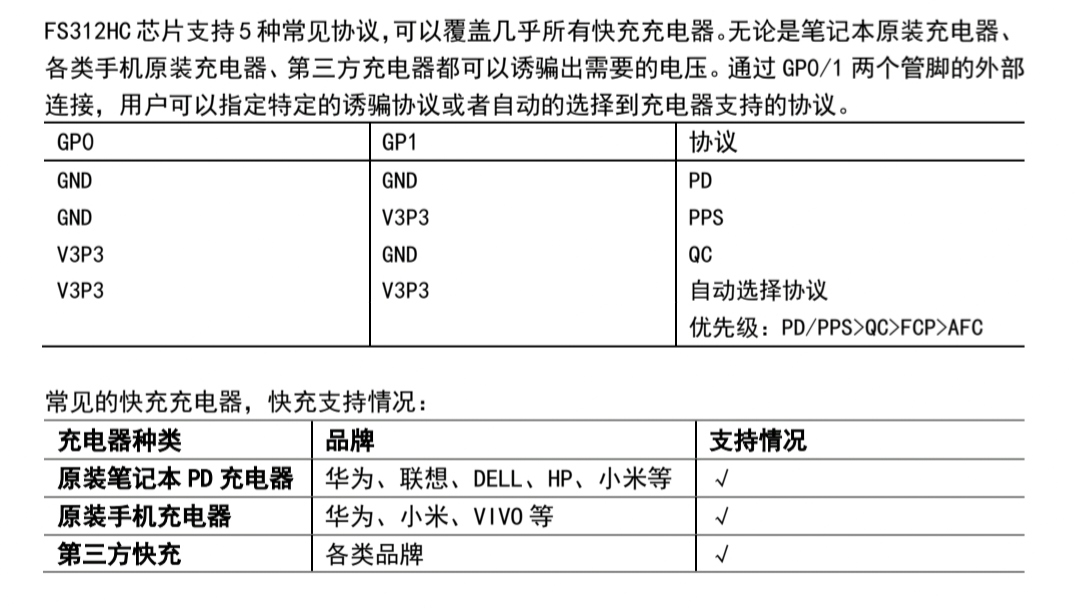 FS312HC 芯片支持 5 种常见协议,可以覆盖几乎所有快充充电器。无论是笔记本原装充电器、
各类手机原装充电器、第三方充电器都可以诱骗出需要的电压。通过 GPO/1 两个管脚的外部
连接，用户可以指定特定的诱骗协议或者自动的选择到充电器支持的协议。
GPO GP1 协议
GND GND PD
GND V3P3 PPS
V3P3 GND QC
V3P3 V3P3 自动选择协议
优先级：PD/PPS>QC>FCP>AFC
常见的快充充电器，快充支持情况：
充电器种类 品牌 支持情况
原装笔记本 PD 充电器 华为、联想、DELL、HP、小米等 √
原装手机充电器 华为、小米、VIVO 等 √
第三方快充 各类品牌 √